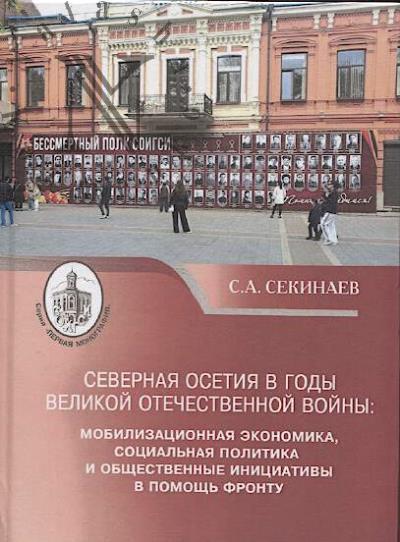 БЕССМЕРТНЫЙ ПОЛК СОИГСИ
Серия «ПЕРВАЯ МОНОГРАФИЯ»
С.А. СЕКИНАЕВ
СЕВЕРНАЯ ОСЕТИЯ В ГОДЫ
ВЕЛИКОЙ ОТЕЧЕСТВЕННОЙ ВОЙНЫ:
МОБИЛИЗАЦИОННАЯ ЭКОНОМИКА,
СОЦИАЛЬНАЯ ПОЛИТИКА
И ОБЩЕСТВЕННЫЕ ИНИЦИАТИВЫ
В ПОМОЩЬ ФРОНТУ